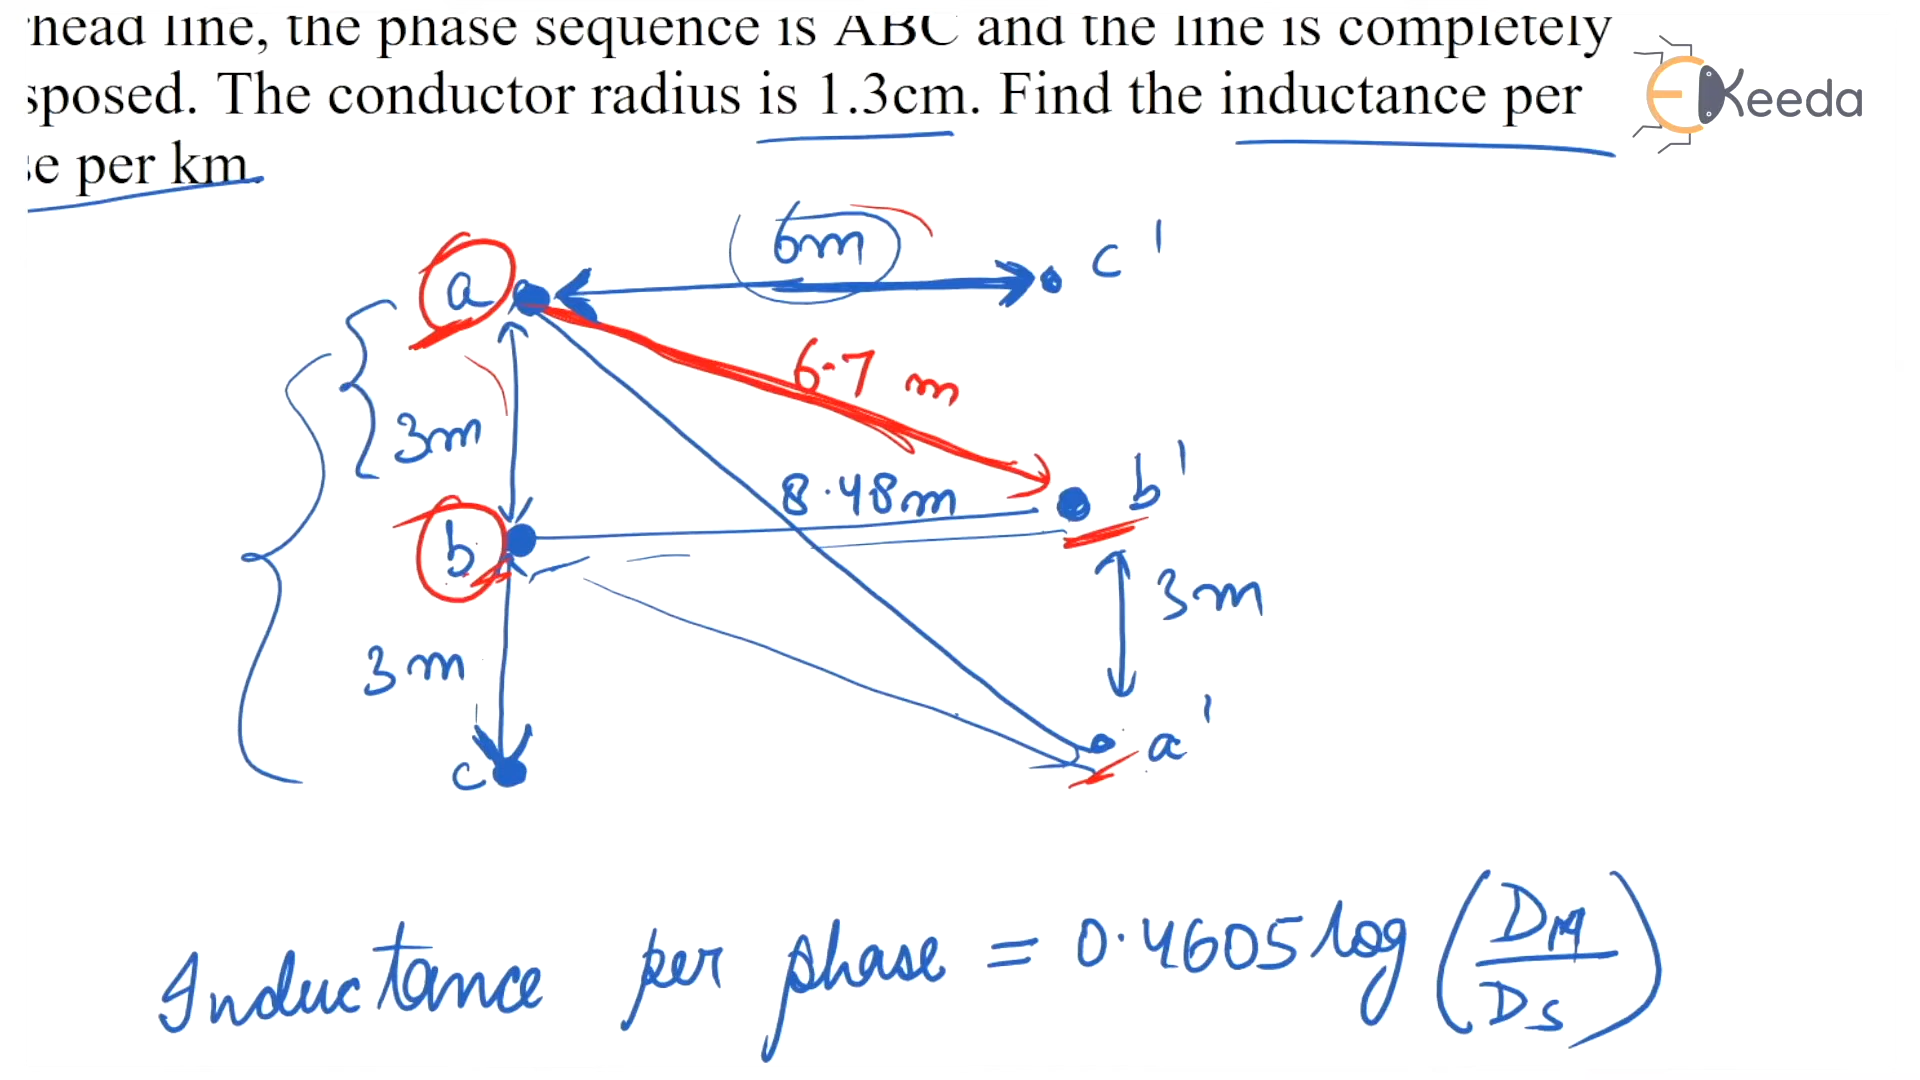 head line, the phase sequence is ABC and the line is completely
sposed. The conductor radius is 1.3cm. Find the inductance per
e per km.
EKeeda
6m
c'
a
6.7 m
3m
b'
8.48m
b
3m
3m
a'
c
Inductance per phase = 0.4605 log (DM/Ds)